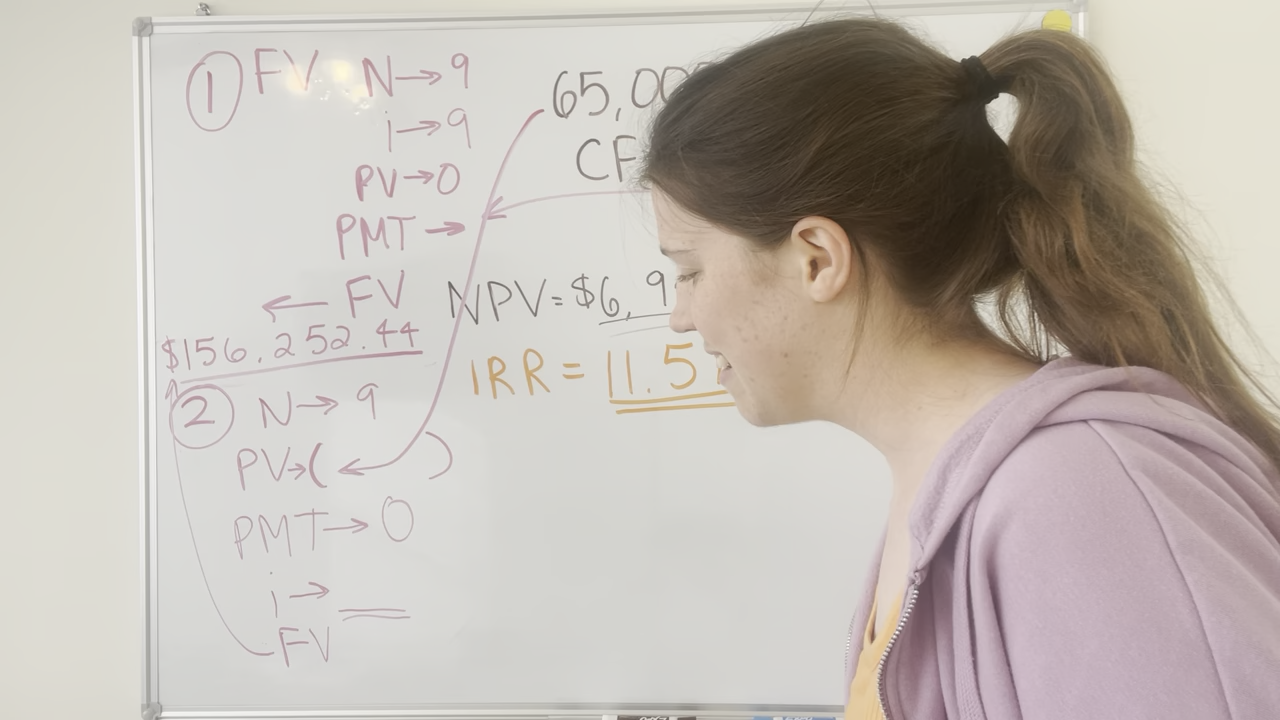 ① FV N→9
i→9
PV→0
PMT→
←FV
$156,252.44
② N→9
PV→( )
PMT→0
i→
FV
65,00
CF
NPV=$6,9
IRR = 11.5